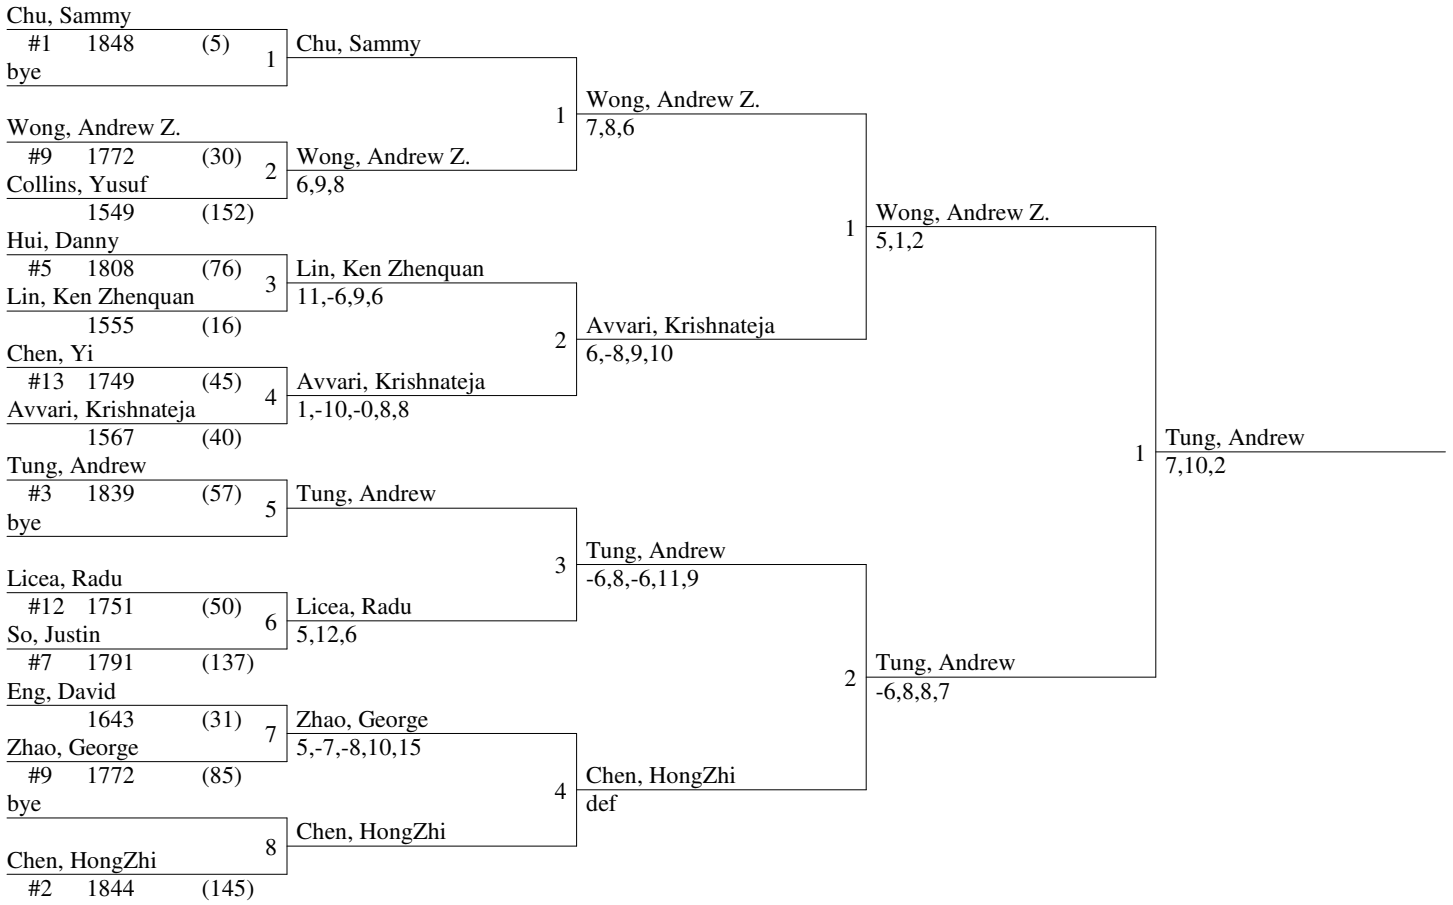 Chu, Sammy
#1 1848 (5)
bye
1
Wong, Andrew Z.
#9 1772 (30)
Collins, Yusuf
1549 (152)
2
Hui, Danny
#5 1808 (76)
Lin, Ken Zhenquan
1555 (16)
3
Chen, Yi
#13 1749 (45)
Avvari, Krishnateja
1567 (40)
4
Tung, Andrew
#3 1839 (57)
bye
5
Licea, Radu
#12 1751 (50)
So, Justin
#7 1791 (137)
6
Eng, David
1643 (31)
Zhao, George
#9 1772 (85)
7
bye
Chen, HongZhi
#2 1844 (145)
8
Chu, Sammy
Wong, Andrew Z.
6,9,8
1
Lin, Ken Zhenquan
11,-6,9,6
Avvari, Krishnateja
1,-10,-0,8,8
2
Tung, Andrew
Licea, Radu
5,12,6
3
Zhao, George
5,-7,-8,10,15
Chen, HongZhi
4
Wong, Andrew Z.
7,8,6
Avvari, Krishnateja
6,-8,9,10
1
Tung, Andrew
-6,8,-6,11,9
Chen, HongZhi
def
2
Wong, Andrew Z.
5,1,2
Tung, Andrew
-6,8,8,7
1
Tung, Andrew
7,10,2